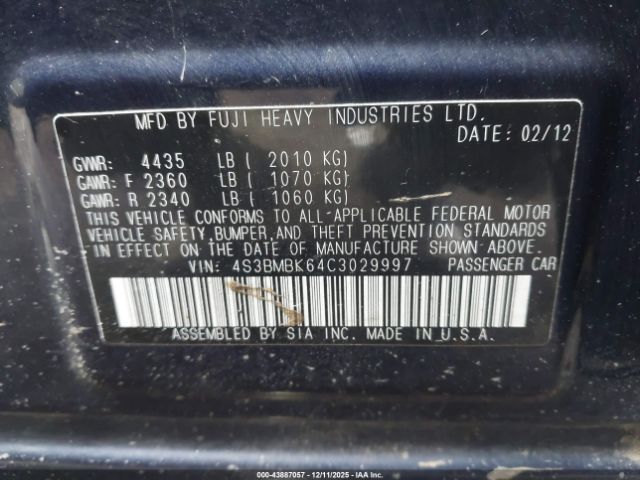 MFD BY FUJI HEAVY INDUSTRIES LTD.
DATE: 02/12
GVWR: 4435 LB ( 2010 KG)
GAWR: F 2360 LB ( 1070 KG)
GAWR: R 2340 LB ( 1060 KG)
THIS VEHICLE CONFORMS TO ALL APPLICABLE FEDERAL MOTOR
VEHICLE SAFETY, BUMPER, AND THEFT PREVENTION STANDARDS
IN EFFECT ON THE DATE OF MANUFACTURE SHOWN ABOVE.
VIN: 4S3BMBK64C3029997 PASSENGER CAR
ASSEMBLED BY SIA INC. MADE IN U.S.A.
000-43887057 - 12/11/2025 - COPYRIGHT IAA, LLC.